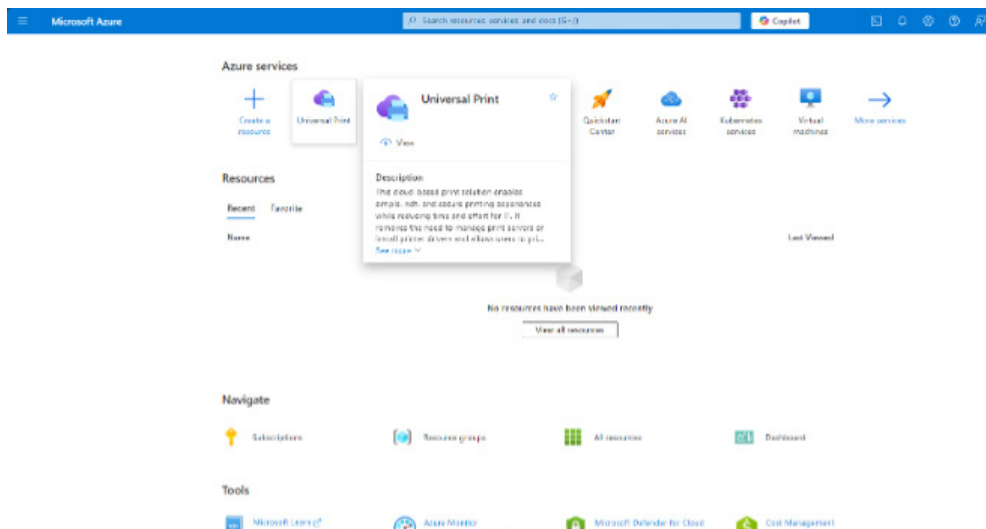 Microsoft Azure
Search resources, services, and docs (G+/)
Copilot
Azure services
Create a resource
Universal Print
Universal Print
View
Description
This cloud based print solution enables
simple, rich, and secure printing experiences
while reducing time and effort for IT. It
removes the need to manage print servers or
install printer drivers and allows users to pri...
See more
Quickstart Center
Azure AI services
Kubernetes services
Virtual machines
More services
Resources
Recent
Favorite
Name
Last Viewed
No resources have been viewed recently
View all resources
Navigate
Subscriptions
Resource groups
All resources
Dashboard
Tools
Microsoft Learn
Azure Monitor
Microsoft Defender for Cloud
Cost Management